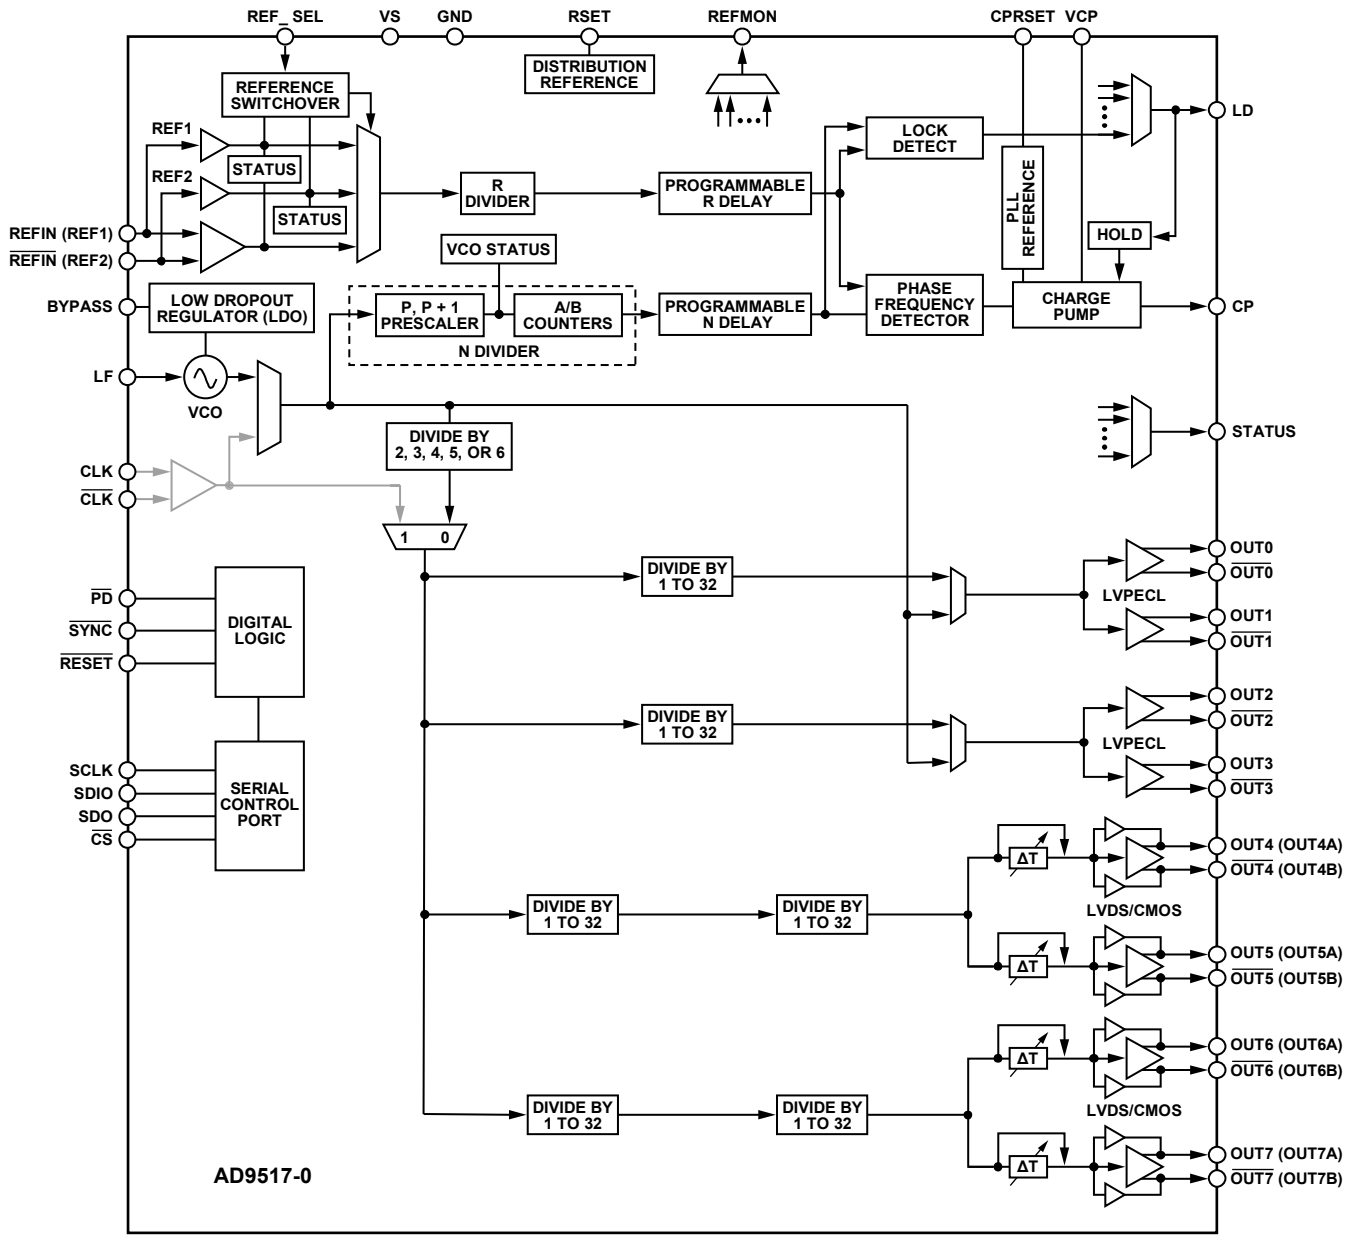 REF_ SEL
VS
GND
RSET
REFMON
CPRSET
VCP
DISTRIBUTION
REFERENCE
REFERENCE
SWITCHOVER
REF1
STATUS
REF2
STATUS
REFIN (REF1)
REFIN (REF2)
R
DIVIDER
PROGRAMMABLE
R DELAY
LOCK
DETECT
LD
PLL
REFERENCE
HOLD
VCO STATUS
BYPASS
LOW DROPOUT
REGULATOR (LDO)
P, P + 1
PRESCALER
A/B
COUNTERS
N DIVIDER
PROGRAMMABLE
N DELAY
PHASE
FREQUENCY
DETECTOR
CHARGE
PUMP
CP
LF
VCO
DIVIDE BY
2, 3, 4, 5, OR 6
STATUS
CLK
CLK
1 0
DIVIDE BY
1 TO 32
LVPECL
OUT0
OUT0
OUT1
OUT1
PD
SYNC
RESET
DIGITAL
LOGIC
DIVIDE BY
1 TO 32
LVPECL
OUT2
OUT2
OUT3
OUT3
SCLK
SDIO
SDO
CS
SERIAL
CONTROL
PORT
DIVIDE BY
1 TO 32
DIVIDE BY
1 TO 32
ΔT
ΔT
LVDS/CMOS
OUT4 (OUT4A)
OUT4 (OUT4B)
OUT5 (OUT5A)
OUT5 (OUT5B)
DIVIDE BY
1 TO 32
DIVIDE BY
1 TO 32
ΔT
ΔT
LVDS/CMOS
OUT6 (OUT6A)
OUT6 (OUT6B)
OUT7 (OUT7A)
OUT7 (OUT7B)
AD9517-0